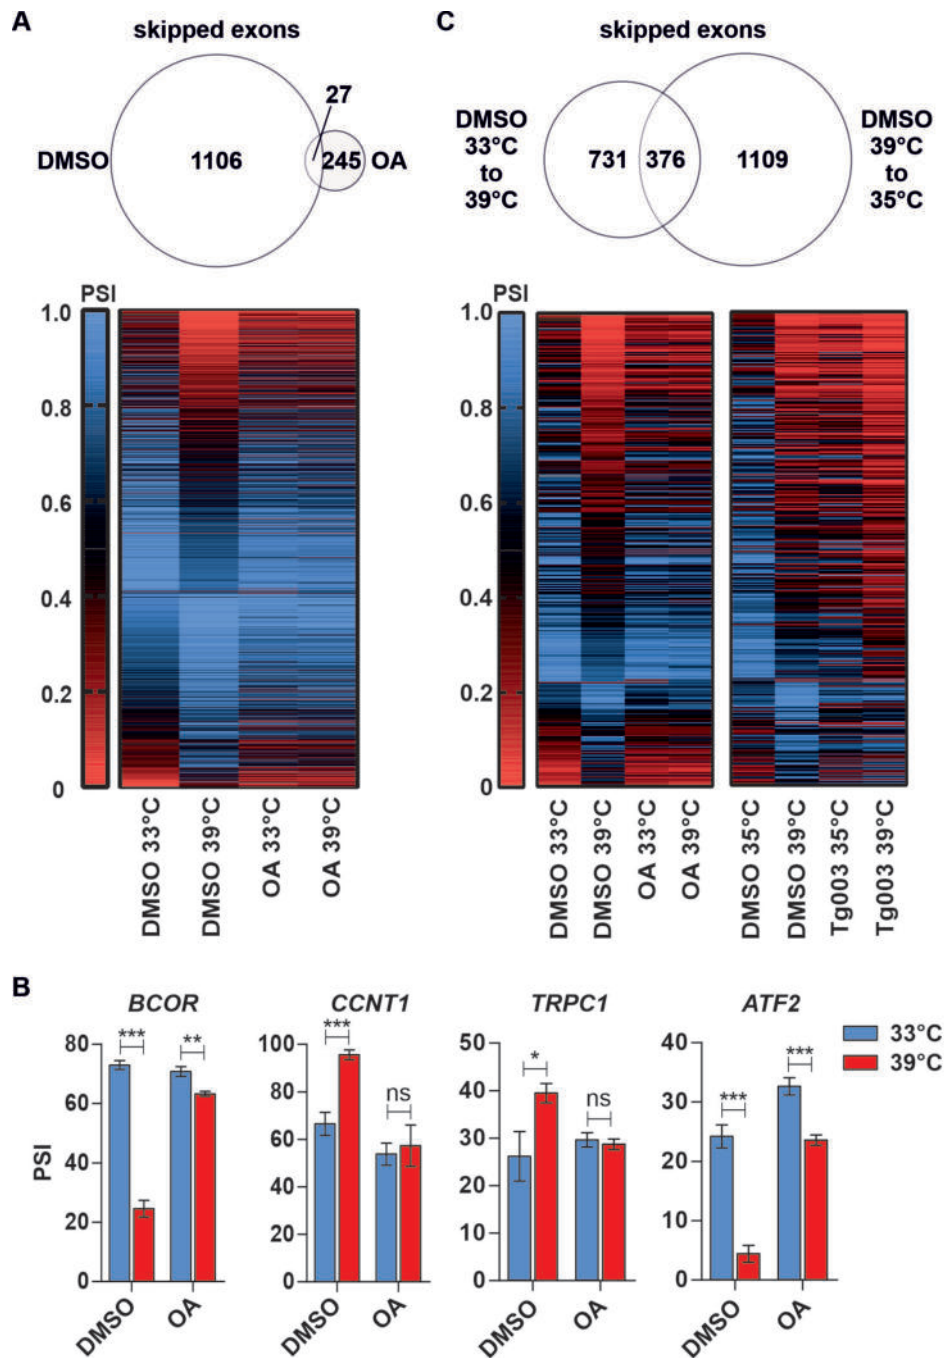 A
skipped exons
27
DMSO
1106
245
OA
PSI
1.0
0.8
0.6
0.4
0.2
0
DMSO 33°C
DMSO 39°C
OA 33°C
OA 39°C
C
skipped exons
DMSO
33°C
to
39°C
731
376
1109
DMSO
39°C
to
35°C
PSI
1.0
0.8
0.6
0.4
0.2
0
DMSO 33°C
DMSO 39°C
OA 33°C
OA 39°C
DMSO 35°C
DMSO 39°C
Tg003 35°C
Tg003 39°C
B
BCOR
PSI
80
60
40
20
0
***
**
DMSO
OA
CCNT1
100
80
60
40
20
0
***
ns
DMSO
OA
TRPC1
50
40
30
20
10
0
*
ns
DMSO
OA
ATF2
40
30
20
10
0
***
***
DMSO
OA
33°C
39°C